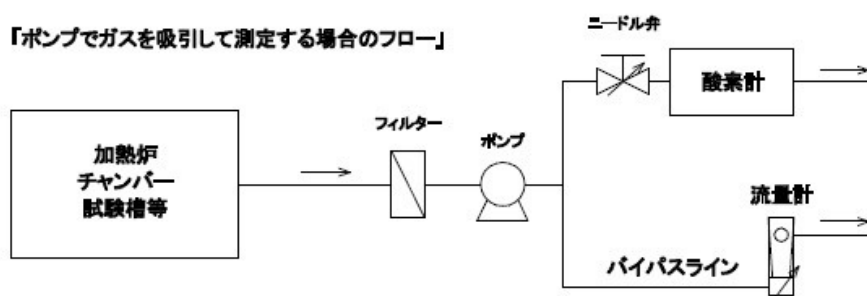 「ポンプでガスを吸引して測定する場合のフロー」
ニードル弁
酸素計
加熱炉
チャンバー
試験槽等
フィルター
ポンプ
流量計
バイパスライン